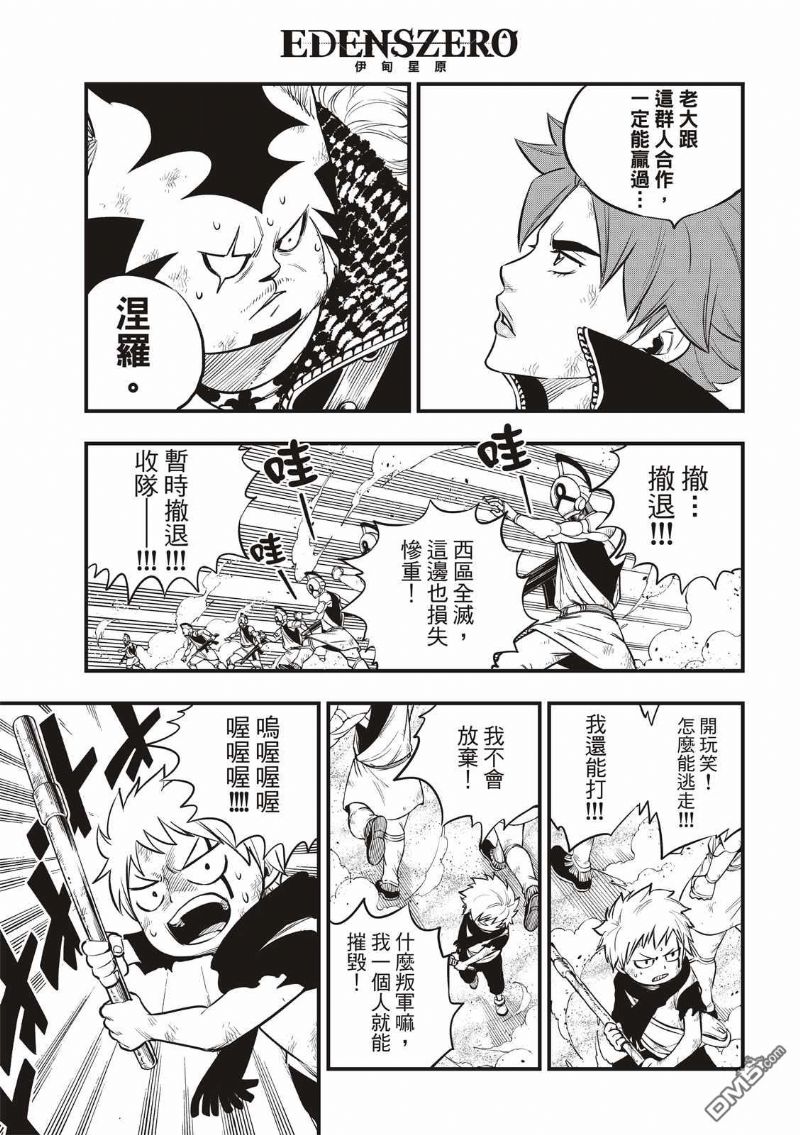 EDENSZERO
伊甸星原
老大跟
這群人合作，
一定能贏過…
涅羅。
撤…
撤退!!!
哇
西區全滅，
這邊也損失
慘重！
哇
哇
暫時撤退!!!
收隊——!!!
開玩笑！
怎麼能逃走!!!
我還能打!!!
我不會
放棄！
什麼叛軍嘛，
我一個人就能
摧毀！
嗚喔喔喔
喔喔喔!!!!
DM5.com